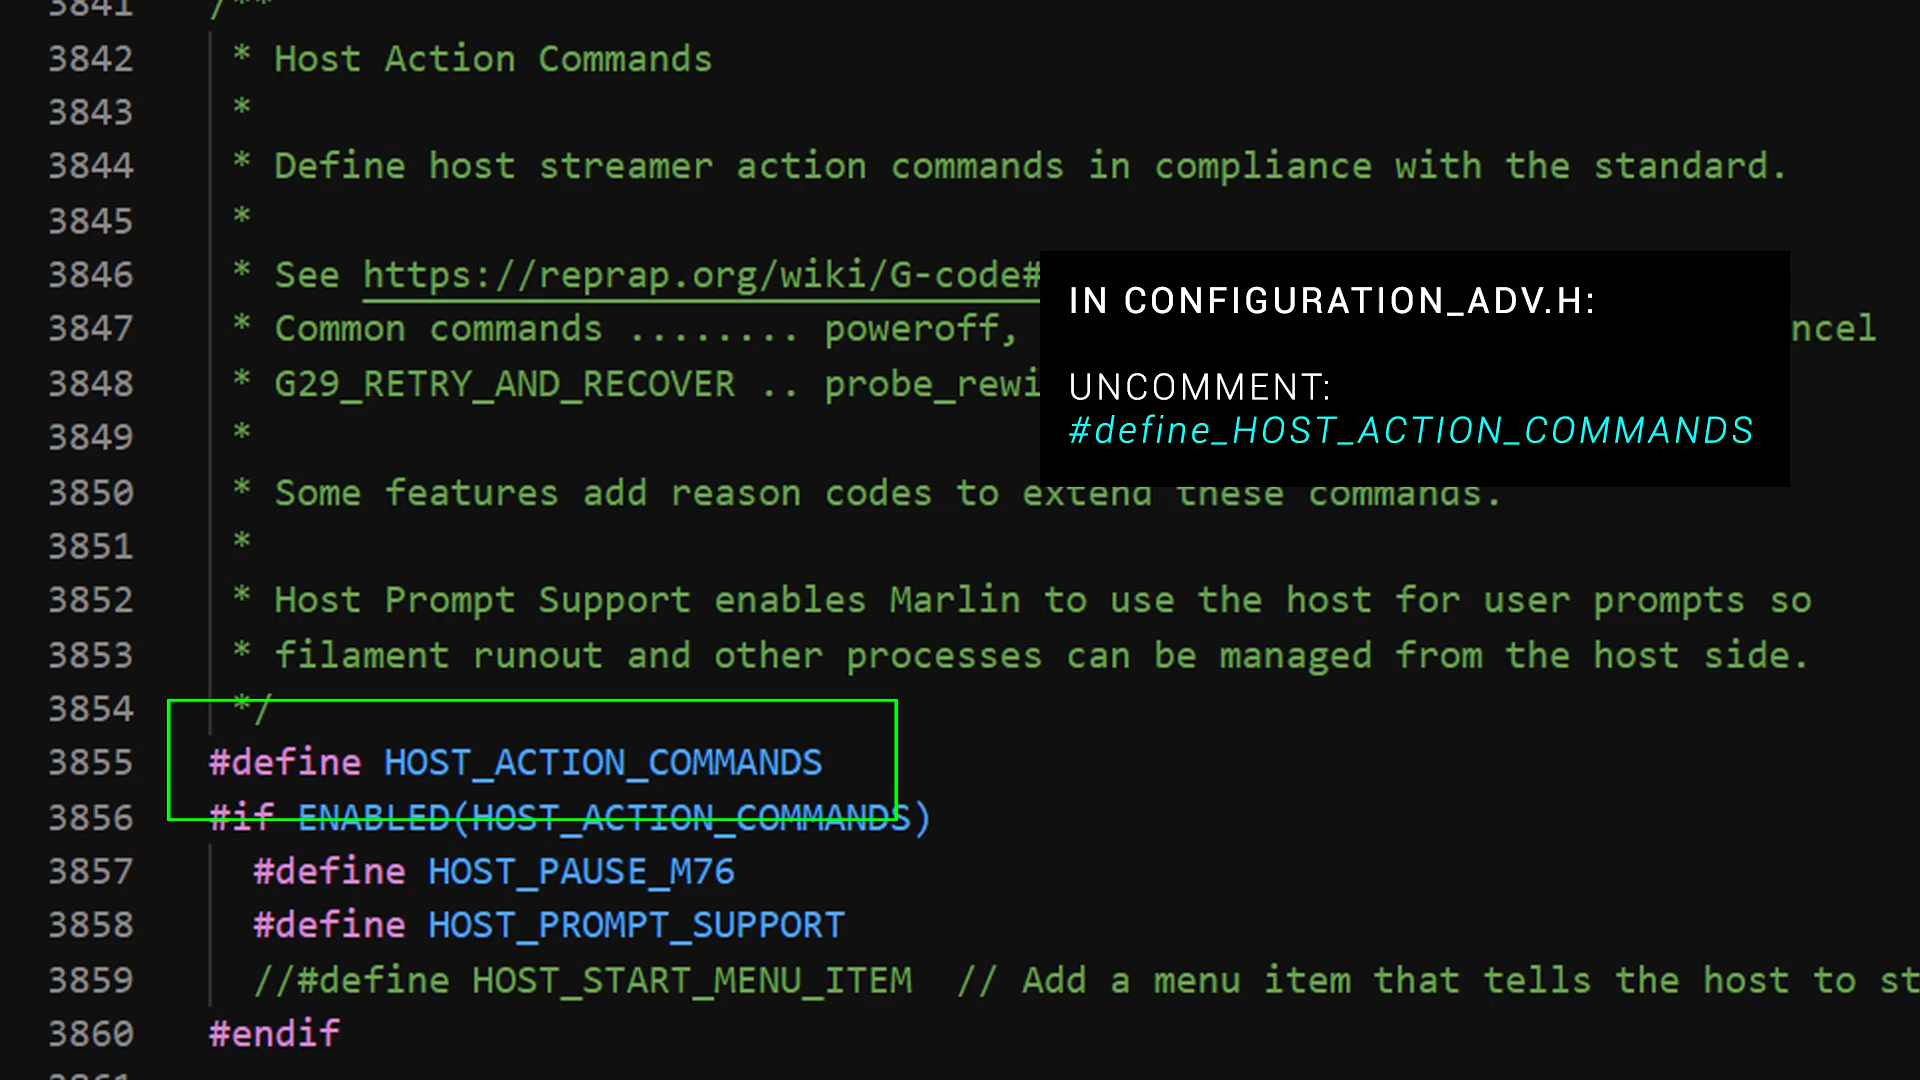 3841 /**
3842 * Host Action Commands
3843 *
3844 * Define host streamer action commands in compliance with the standard.
3845 *
3846 * See https://reprap.org/wiki/G-code#
3847 * Common commands ........ poweroff,
3848 * G29_RETRY_AND_RECOVER ..
3849 *
3850 * Some features add reason codes to extend these commands.
3851 *
3852 * Host Prompt Support enables Marlin to use the host for user prompts so
3853 * filament runout and other processes can be managed from the host side.
3854 */
3855 #define HOST_ACTION_COMMANDS
3856 #if ENABLED(HOST_ACTION_COMMANDS)
3857 #define HOST_PAUSE_M76
3858 #define HOST_PROMPT_SUPPORT
3859 //#define HOST_START_MENU_ITEM // Add a menu item that tells the host to
3860 #endif
3861
IN CONFIGURATION_ADV.H:
UNCOMMENT:
#define_HOST_ACTION_COMMANDS